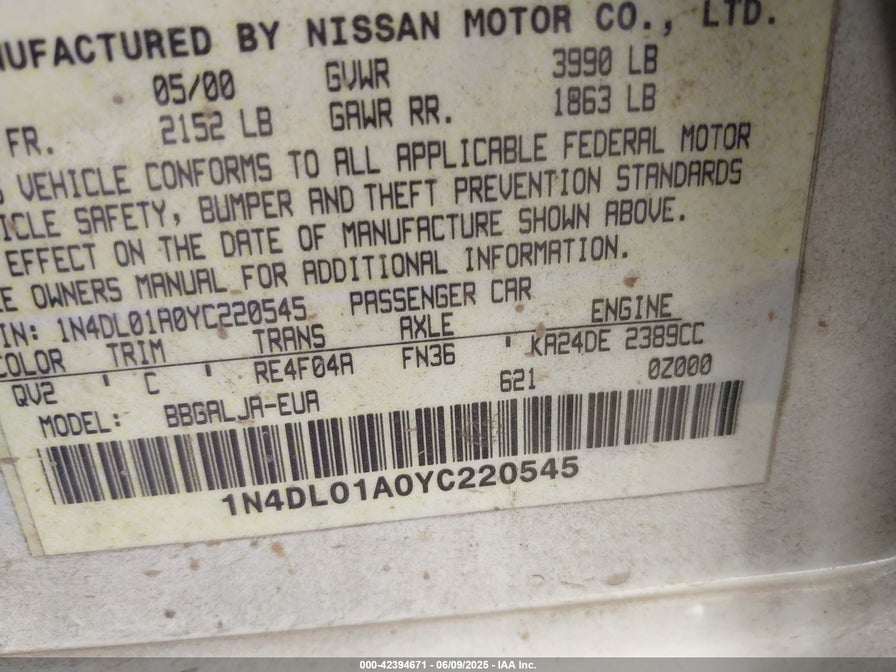 NUFACTURED BY NISSAN MOTOR CO., LTD.
05/00 GVWR 3990 LB
FR. 2152 LB GAWR RR. 1863 LB
VEHICLE CONFORMS TO ALL APPLICABLE FEDERAL MOTOR
ICLE SAFETY, BUMPER AND THEFT PREVENTION STANDARDS
EFFECT ON THE DATE OF MANUFACTURE SHOWN ABOVE.
E OWNERS MANUAL FOR ADDITIONAL INFORMATION.
IN: 1N4DL01A0YC220545 PASSENGER CAR
COLOR TRIM TRANS AXLE ENGINE
QV2 ' C ' RE4F04A FN36 ' KA24DE 2389CC
621 0Z000
MODEL: BBGALJA-EUA
1N4DL01A0YC220545
000-42394671 - 06/09/2025 - IAA Inc.